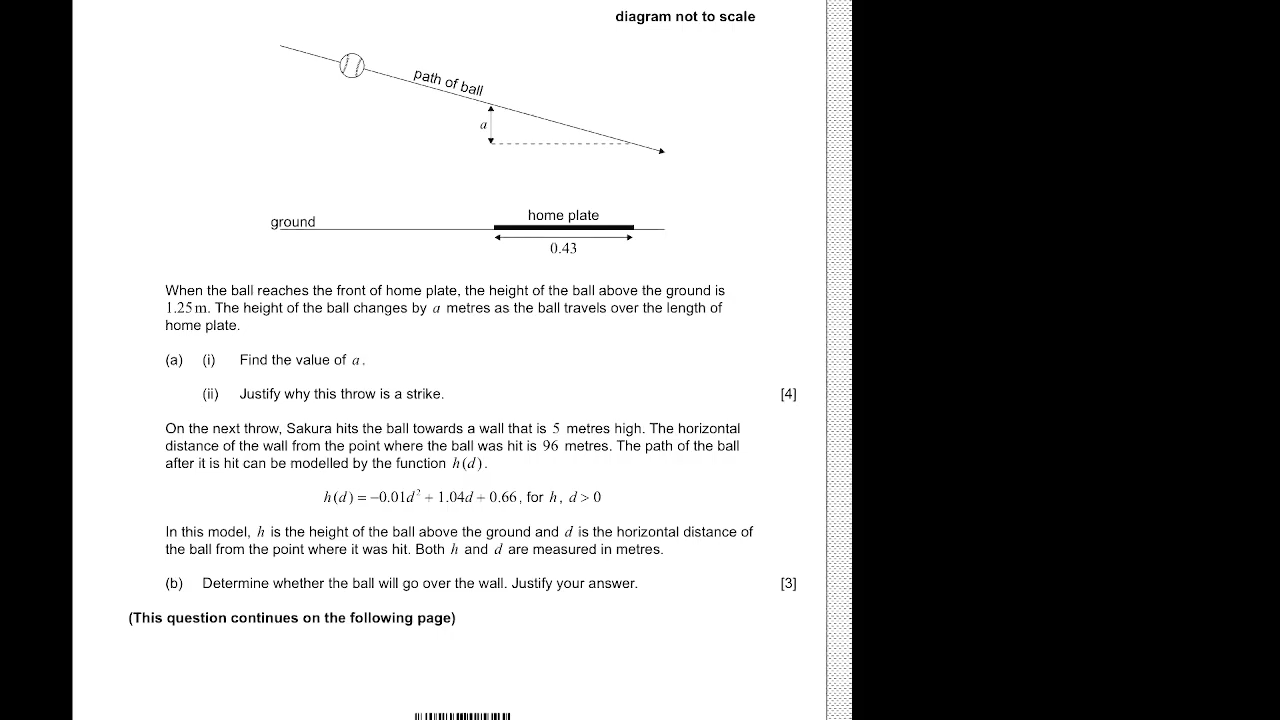 diagram not to scale
path of ball
a
ground
home plate
0.43
When the ball reaches the front of home plate, the height of the ball above the ground is
1.25 m. The height of the ball changes by a metres as the ball travels over the length of
home plate.
(a) (i) Find the value of a.
(ii) Justify why this throw is a strike. [4]
On the next throw, Sandra hits the ball towards a wall that is 5 metres high. The horizontal
distance of the wall from the point where the ball was hit is 96 metres. The path of the ball
after it is hit can be modelled by the function h(d).
h(d) = −0.01d² + 1.04d + 0.66, for h, d > 0
In this model, h is the height of the ball above the ground and d is the horizontal distance of
the ball from the point where it was hit. Both h and d are measured in metres.
(b) Determine whether the ball will go over the wall. Justify your answer. [3]
(This question continues on the following page)